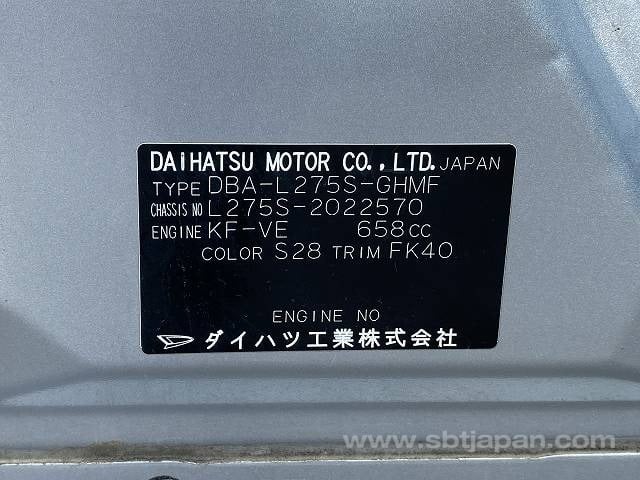 DAIHATSU MOTOR CO., LTD. JAPAN
TYPE DBA-L275S-GHMF
CHASSIS NO L275S-2022570
ENGINE KF-VE 658cc
COLOR S28 TRIM FK40
ENGINE NO
ダイハツ工業株式会社
www.sbtjapan.com